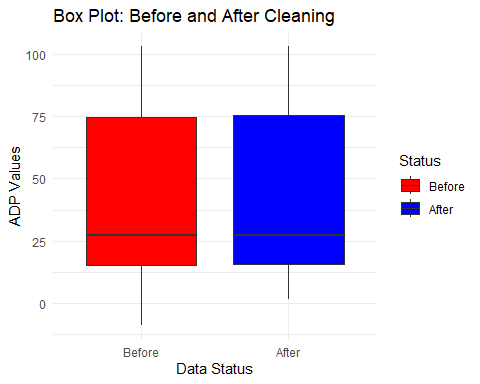 Box Plot: Before and After Cleaning
100
75
50
25
0
ADP Values
Before
After
Data Status
Status
Before
After